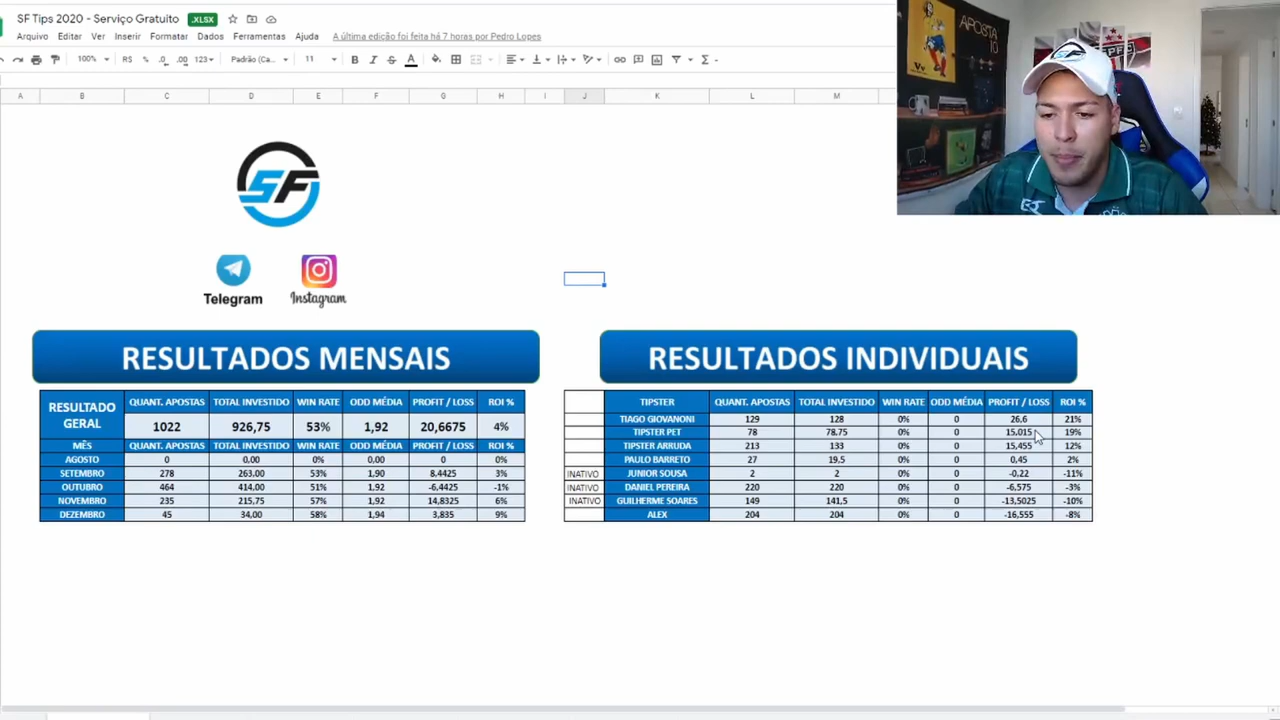 SF Tips 2020 - Serviço Gratuito .XLSX
Arquivo Editar Ver Inserir Formatar Dados Ferramentas Ajuda A última edição foi feita há 7 horas por Pedro Lopes
100% R$ % .0 .00 123 Padrão (Ca... 11 B I S A
A B C D E F G H I J K L M
APOSTA 10
SF
Telegram Instagram
RESULTADOS MENSAIS
RESULTADO GERAL QUANT. APOSTAS TOTAL INVESTIDO WIN RATE ODD MÉDIA PROFIT / LOSS ROI %
1022 926,75 53% 1,92 20,6675 4%
MÊS QUANT. APOSTAS TOTAL INVESTIDO WIN RATE ODD MÉDIA PROFIT / LOSS ROI %
AGOSTO 0 0,00 0% 0,00 0 0%
SETEMBRO 278 263,00 53% 1,90 8,4425 3%
OUTUBRO 464 414,00 51% 1,92 -6,4425 -1%
NOVEMBRO 235 215,75 57% 1,92 14,8325 6%
DEZEMBRO 45 34,00 58% 1,94 3,835 9%
RESULTADOS INDIVIDUAIS
TIPSTER QUANT. APOSTAS TOTAL INVESTIDO WIN RATE ODD MÉDIA PROFIT / LOSS ROI %
TIAGO GIOVANONI 129 128 0% 0 26,6 21%
TIPSTER PET 78 78,75 0% 0 15,015 19%
TIPSTER ARRUDA 213 133 0% 0 15,455 12%
PAULO BARRETO 27 19,5 0% 0 0,45 2%
INATIVO JUNIOR SOUSA 2 2 0% 0 -0,22 -11%
INATIVO DANIEL PEREIRA 220 220 0% 0 -6,575 -3%
INATIVO GUILHERME SOARES 149 141,5 0% 0 -13,5025 -10%
ALEX 204 204 0% 0 -16,555 -8%